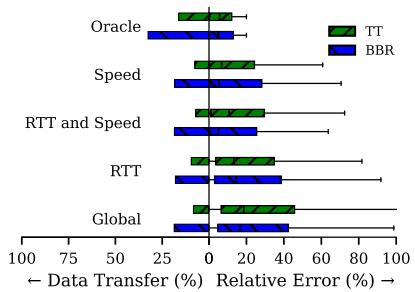 Oracle
Speed
RTT and Speed
RTT
Global
TT
BBR
100 75 50 25 0 20 40 60 80 100
← Data Transfer (%) Relative Error (%) →